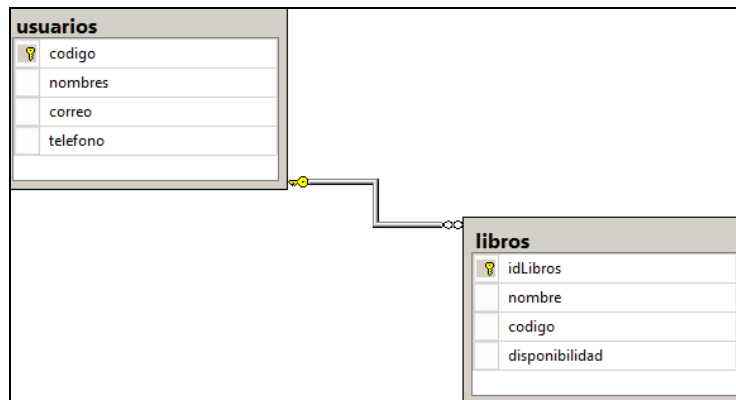 usuarios
codigo
nombres
correo
telefono
libros
idLibros
nombre
codigo
disponibilidad